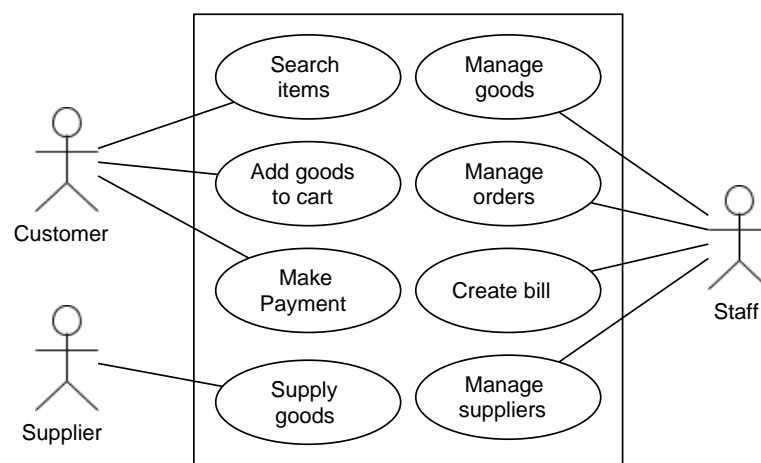 Search
items
Manage
goods
Add goods
to cart
Manage
orders
Customer
Make
Payment
Create bill
Staff
Supply
goods
Manage
suppliers
Supplier